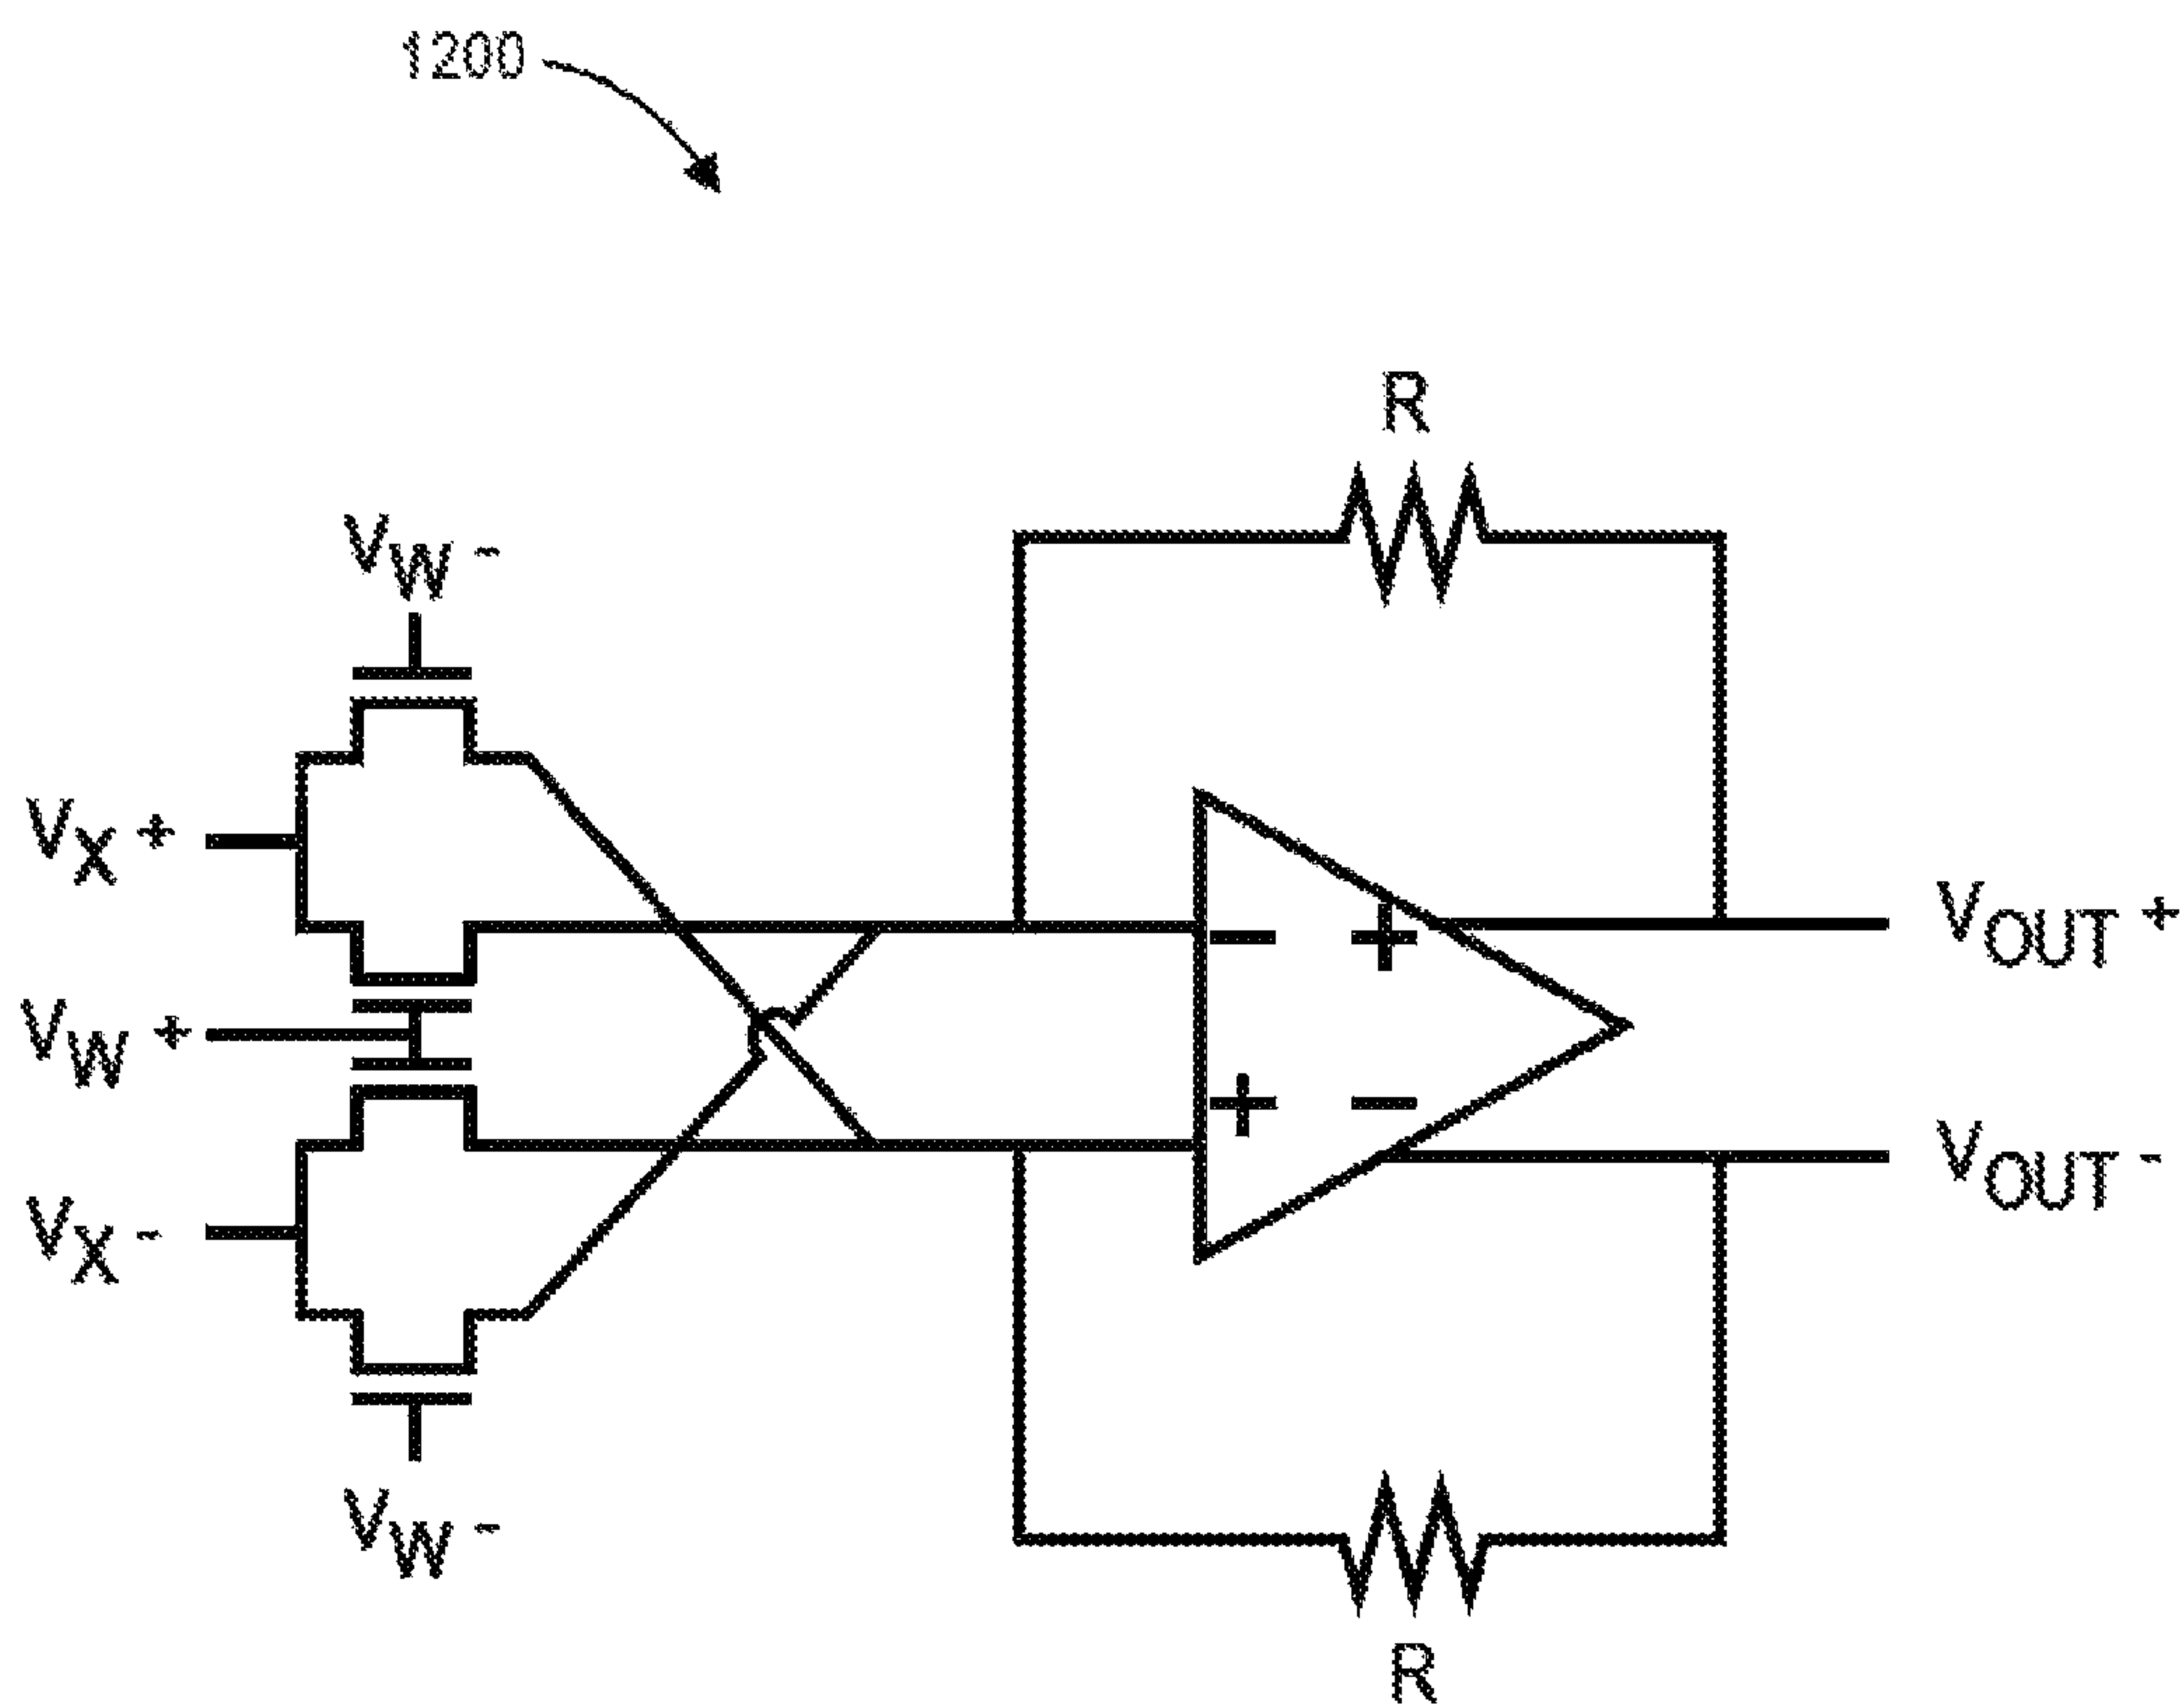 1200
R
VW -
VX +
VOUT +
VW +
- +
+ -
VX -
VOUT -
VW -
R